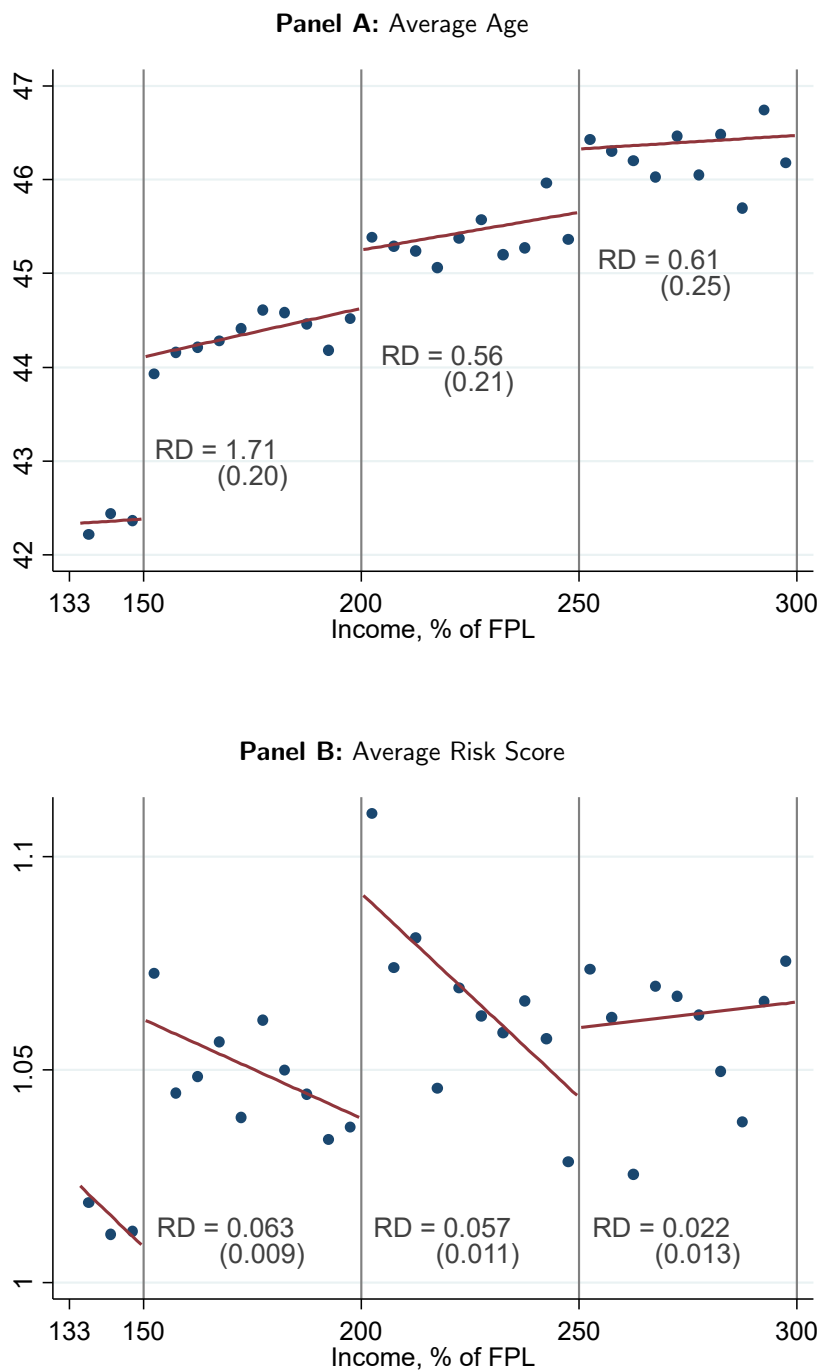 Panel A: Average Age
47
46
45
44
43
42
RD = 0.61
(0.25)
RD = 0.56
(0.21)
RD = 1.71
(0.20)
133 150 200 250 300
Income, % of FPL
Panel B: Average Risk Score
1.1
1.05
1
RD = 0.063
(0.009)
RD = 0.057
(0.011)
RD = 0.022
(0.013)
133 150 200 250 300
Income, % of FPL